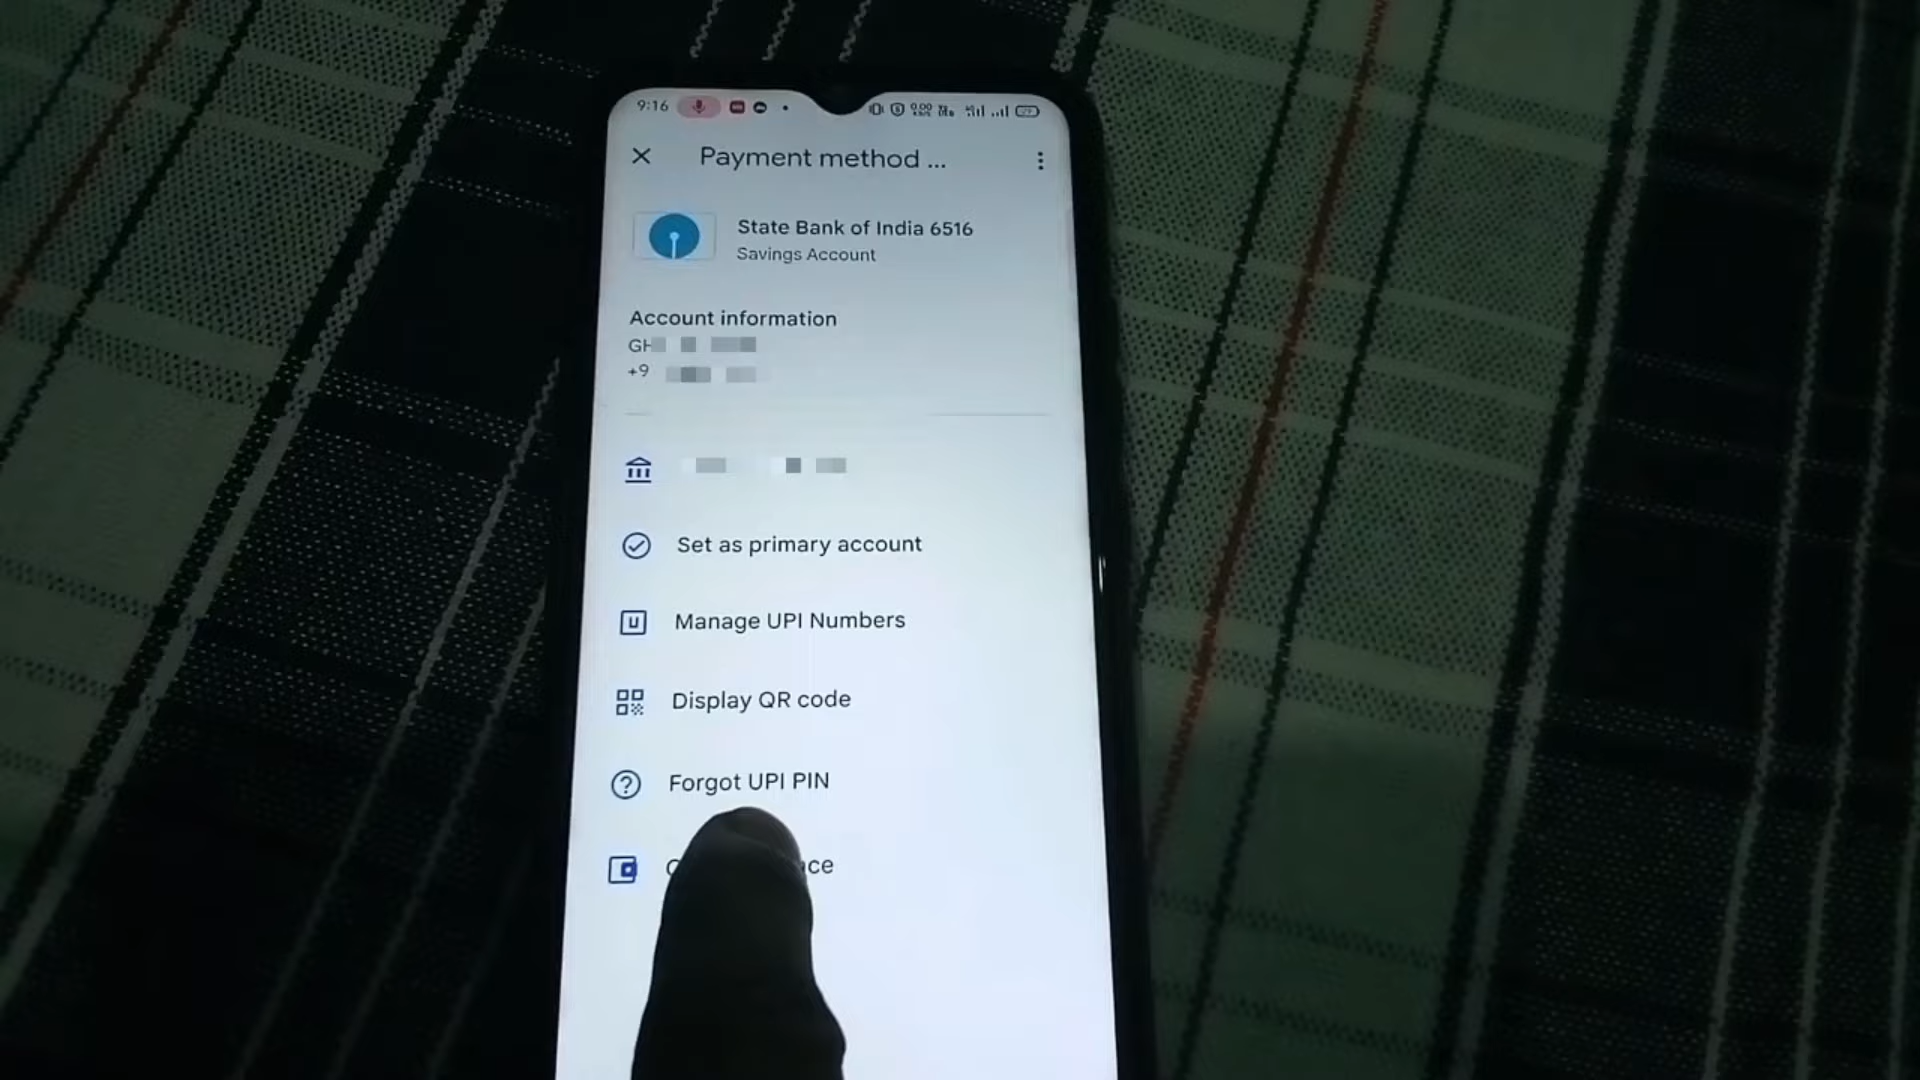 9:16
Payment method ...
State Bank of India 6516
Savings Account
Account information
GH
+9
Set as primary account
Manage UPI Numbers
Display QR code
Forgot UPI PIN